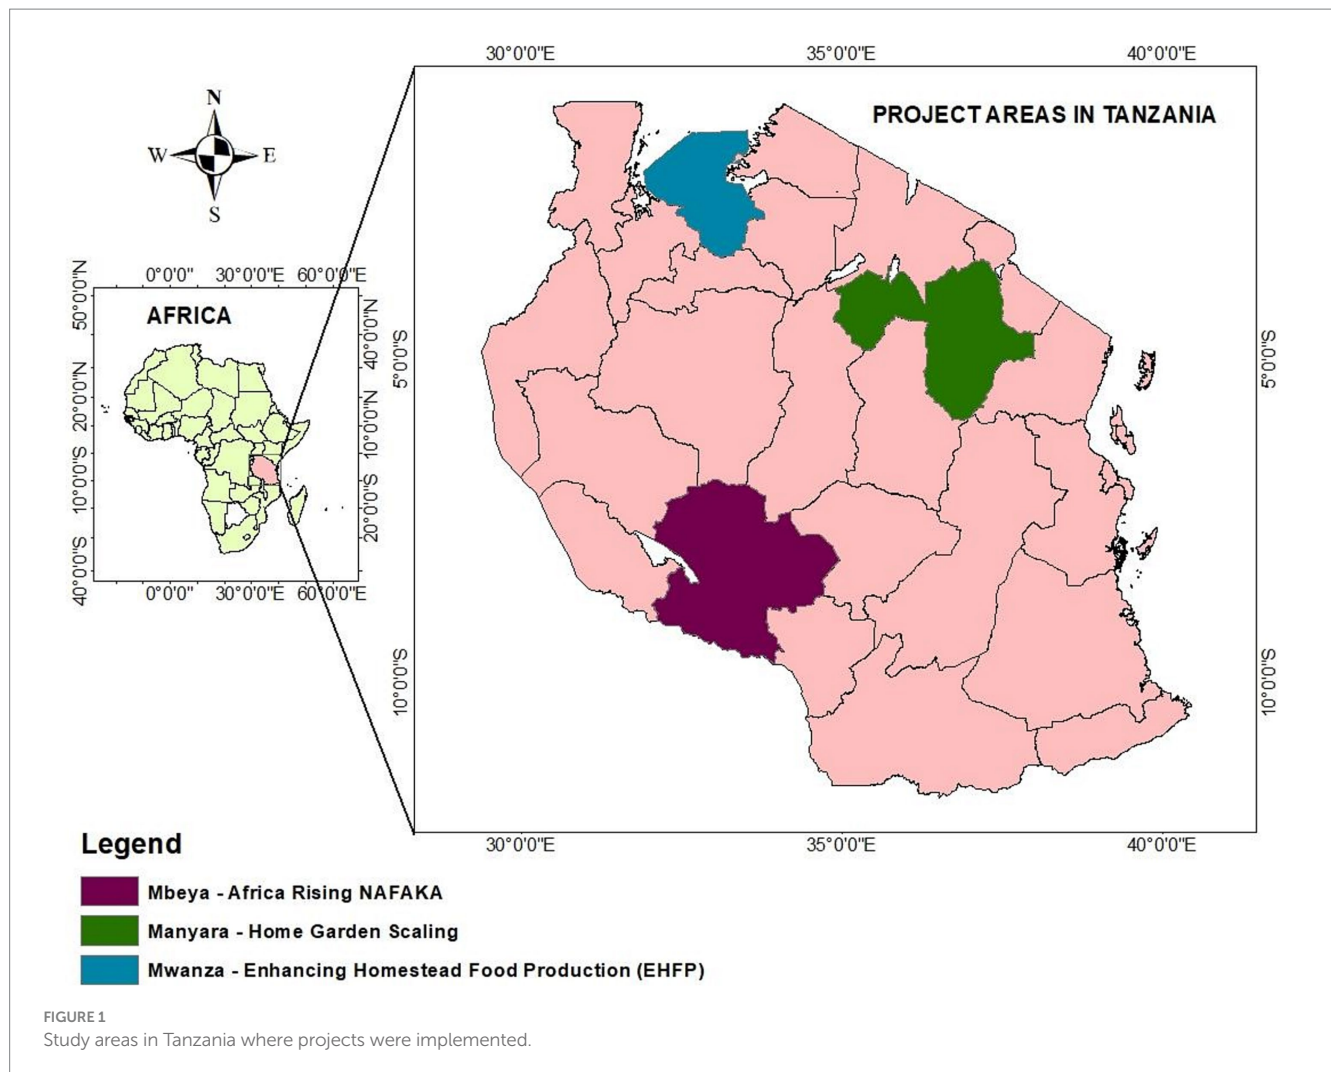 30°0'0"E 35°0'0"E 40°0'0"E
PROJECT AREAS IN TANZANIA
N
W E
S
0°0'0" 30°0'0"E 60°0'0"E
AFRICA
50°0'0"N
20°0'0"N
10°0'0"S
40°0'0"S
40°0'0"N
10°0'0"N
20°0'0"S
0°0'0" 30°0'0"E 60°0'0"E
5°0'0"S
10°0'0"S
5°0'0"S
10°0'0"S
30°0'0"E 35°0'0"E 40°0'0"E
Legend
Mbeya - Africa Rising NAFAKA
Manyara - Home Garden Scaling
Mwanza - Enhancing Homestead Food Production (EHFP)
FIGURE 1
Study areas in Tanzania where projects were implemented.